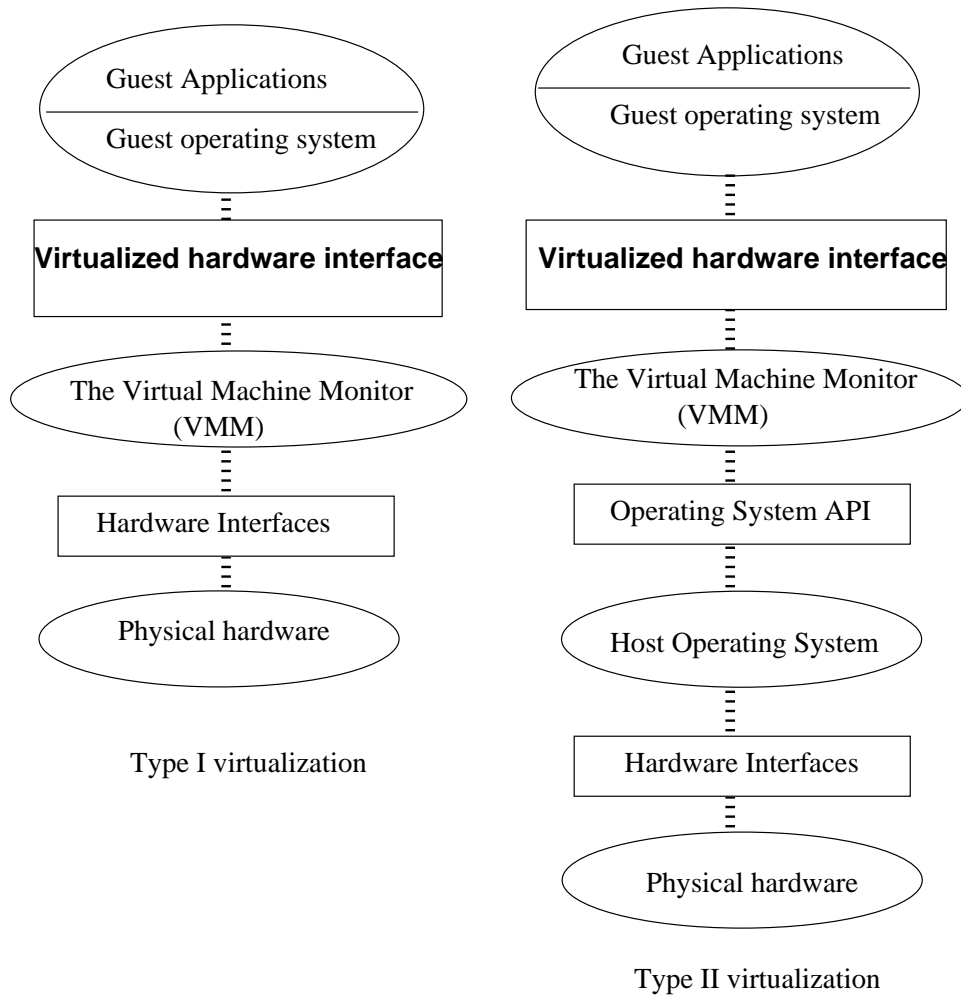 Guest Applications
Guest operating system
Virtualized hardware interface
The Virtual Machine Monitor
(VMM)
Hardware Interfaces
Physical hardware
Type I virtualization
Guest Applications
Guest operating system
Virtualized hardware interface
The Virtual Machine Monitor
(VMM)
Operating System API
Host Operating System
Hardware Interfaces
Physical hardware
Type II virtualization